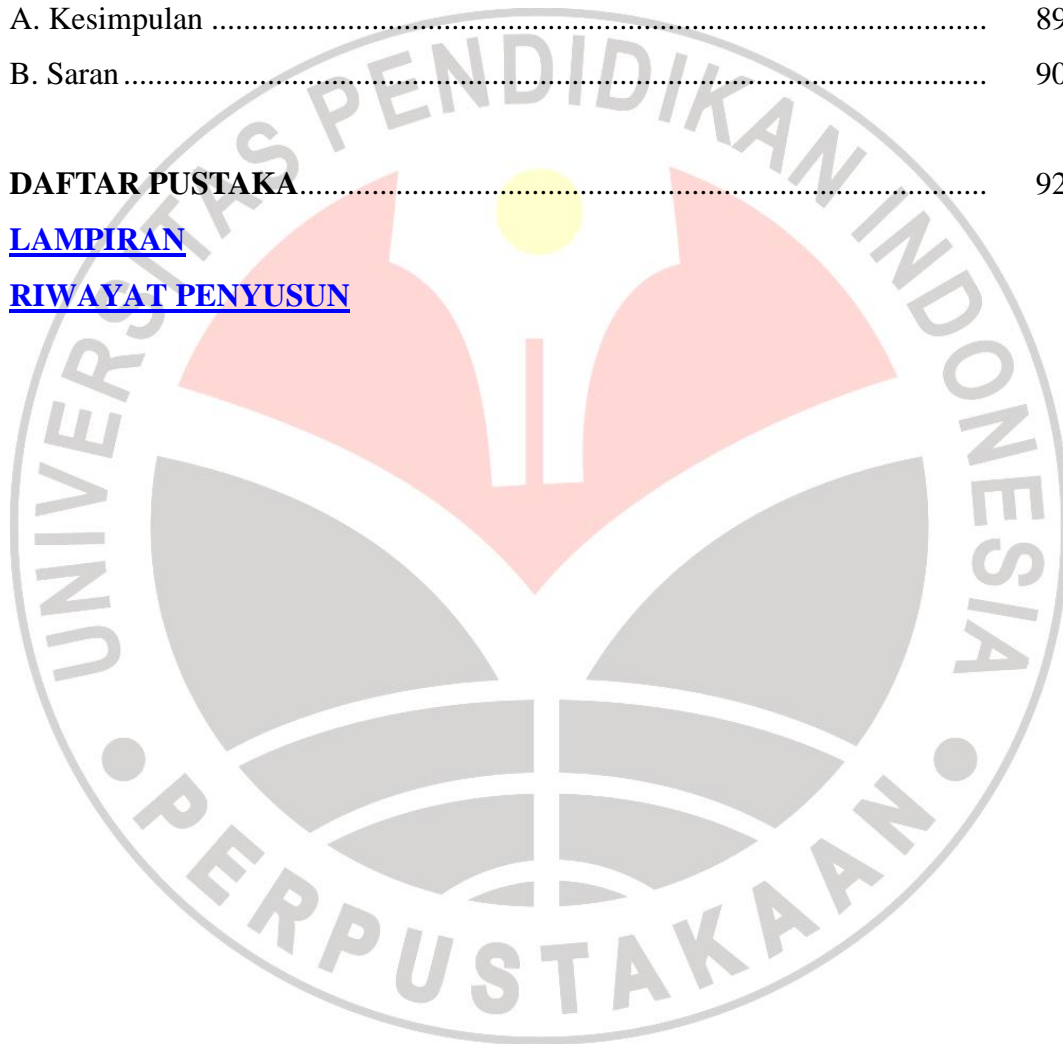 A. Kesimpulan ................................................................................................. 89
B. Saran ............................................................................................................ 90
DAFTAR PUSTAKA...................................................................................... 92
LAMPIRAN
RIWAYAT PENYUSUN
UNIVERSITAS PENDIDIKAN INDONESIA
PERPUSTAKAAN